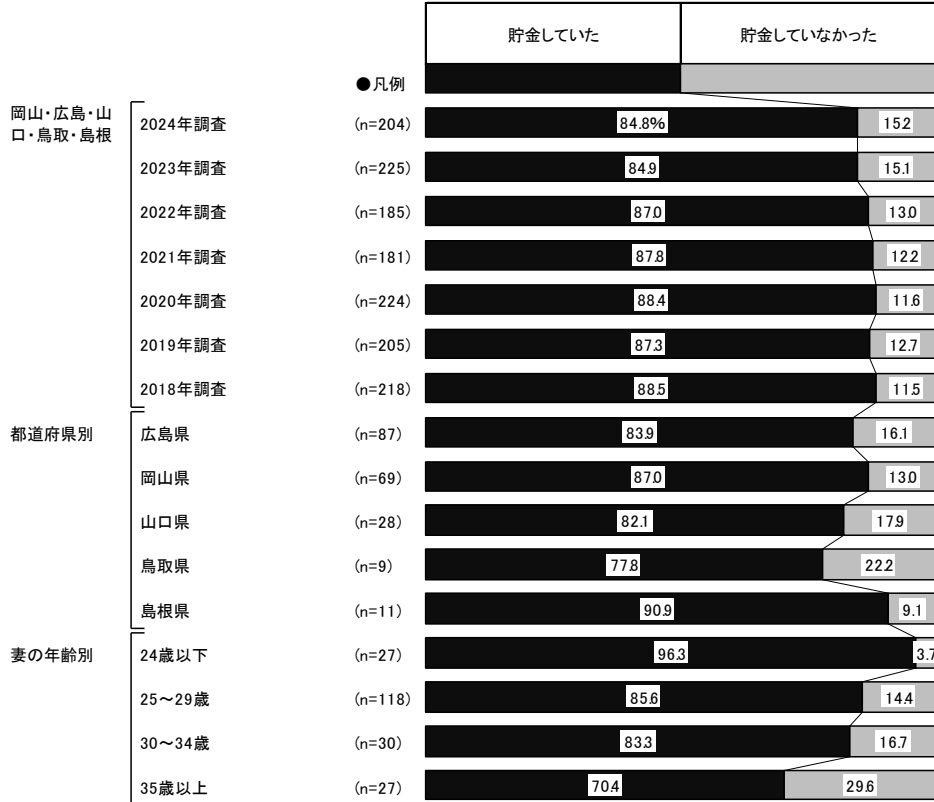 貯金していた 貯金していなかった
●凡例
岡山・広島・山
口・鳥取・島根
2024年調査 (n=204) 84.8% 15.2
2023年調査 (n=225) 84.9 15.1
2022年調査 (n=185) 87.0 13.0
2021年調査 (n=181) 87.8 12.2
2020年調査 (n=224) 88.4 11.6
2019年調査 (n=205) 87.3 12.7
2018年調査 (n=218) 88.5 11.5
都道府県別 広島県 (n=87) 83.9 16.1
岡山県 (n=69) 87.0 13.0
山口県 (n=28) 82.1 17.9
鳥取県 (n=9) 77.8 22.2
島根県 (n=11) 90.9 9.1
妻の年齢別 24歳以下 (n=27) 96.3 3.7
25～29歳 (n=118) 85.6 14.4
30～34歳 (n=30) 83.3 16.7
35歳以上 (n=27) 70.4 29.6